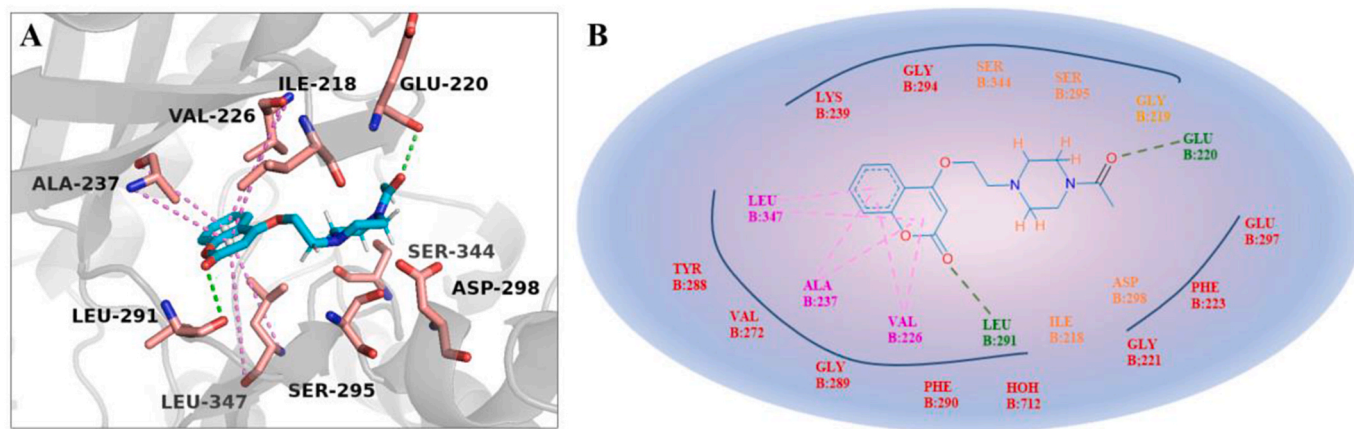 A
ILE-218
GLU-220
VAL-226
ALA-237
SER-344
ASP-298
LEU-291
SER-295
LEU-347
B
GLY
B:294
SER
B:344
SER
B:295
LYS
B:239
GLY
B:219
GLU
B:220
H
H
H
O
O
N
N
H
H
O
O
LEU
B:347
GLU
B:297
TYR
B:288
ALA
B:237
ASP
B:298
PHE
B:223
VAL
B:272
VAL
B:226
LEU
B:291
ILE
B:218
GLY
B;221
GLY
B:289
PHE
B:290
HOH
B:712